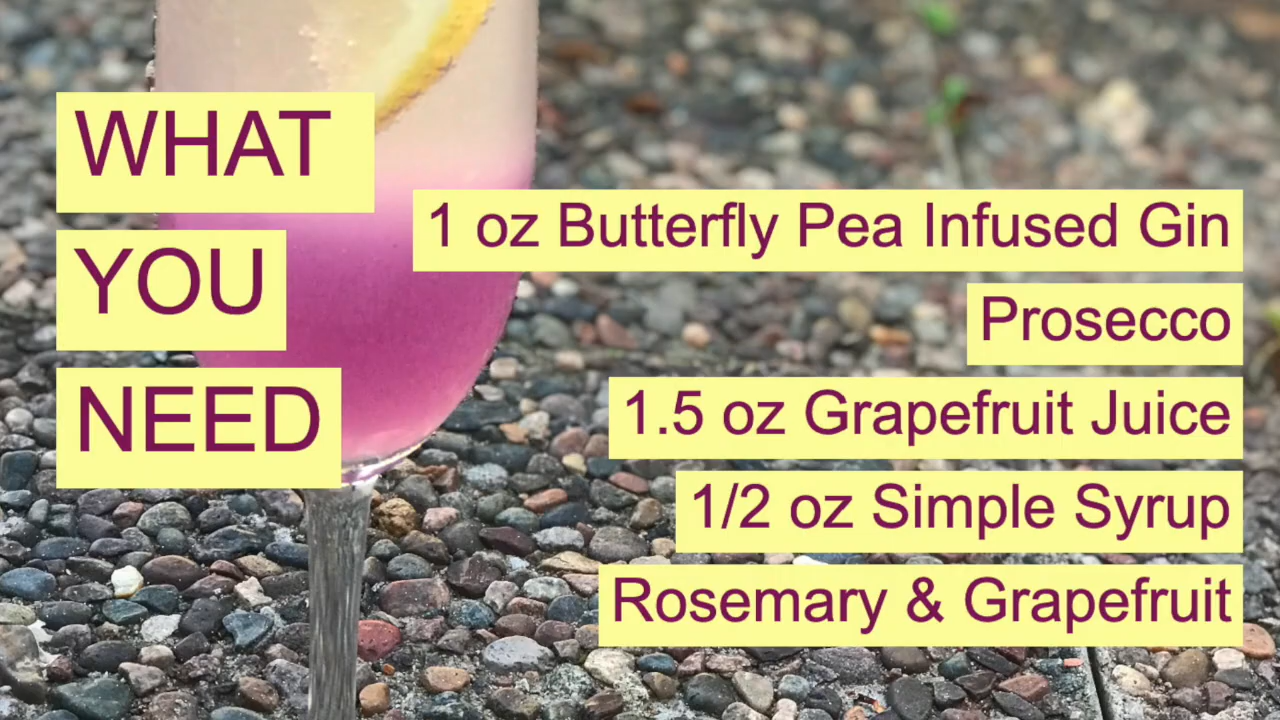 WHAT
YOU
NEED
1 oz Butterfly Pea Infused Gin
Prosecco
1.5 oz Grapefruit Juice
1/2 oz Simple Syrup
Rosemary & Grapefruit